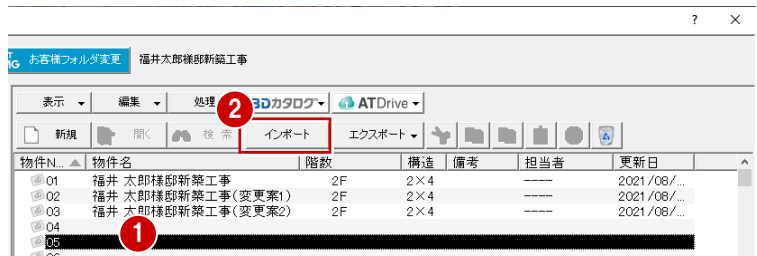 ? ×
お客様フォルダ変更 福井太郎様邸新築工事
表示 編集 処理 3Dカタログ ATDrive
新規 開く 検索 インポート エクスポート
物件N... 物件名 階数 構造 備考 担当者 更新日
01 福井 太郎様邸新築工事 2F 2×4 ---- 2021/08/...
02 福井 太郎様邸新築工事(変更案1) 2F 2×4 ---- 2021/08/...
03 福井 太郎様邸新築工事(変更案2) 2F 2×4 ---- 2021/08/...
04
05
1
2